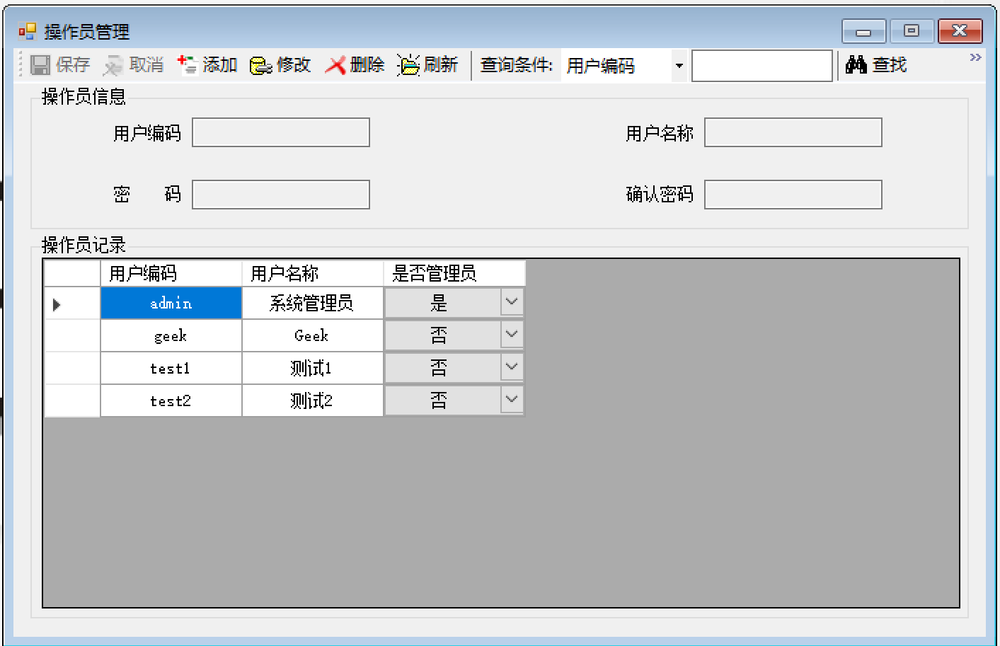 操作员管理
保存 取消 添加 修改 删除 刷新 查询条件: 用户编码 查找 »
操作员信息
用户编码 用户名称
密 码 确认密码
操作员记录
用户编码 用户名称 是否管理员
admin 系统管理员 是
geek Geek 否
test1 测试1 否
test2 测试2 否